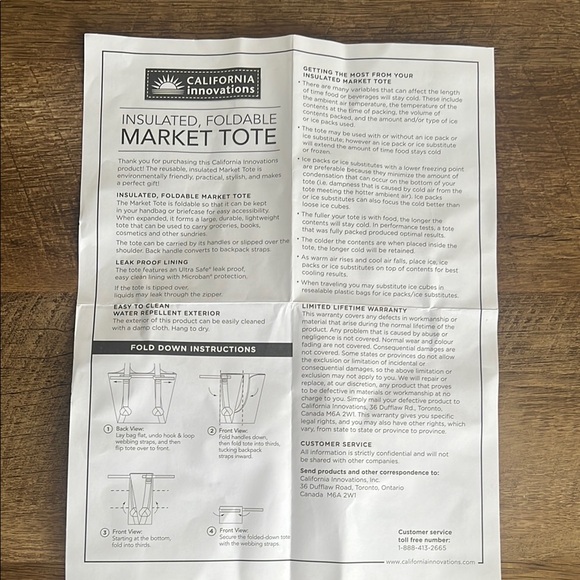 CALIFORNIA
innovations
INSULATED, FOLDABLE
MARKET TOTE
Thank you for purchasing this California Innovations
product! The reusable, insulated Market Tote is
environmentally friendly, practical, stylish, and makes
a perfect gift!
INSULATED, FOLDABLE MARKET TOTE
The Market Tote is foldable so that it can be kept
in your handbag or briefcase for easy accessibility.
When expanded, it forms a large, durable, lightweight
tote that can be used to carry groceries, books,
cosmetics and other sundries.
The tote can be carried by its handles or slipped over the
shoulder. Back handle converts to backpack straps.
LEAK PROOF LINING
The tote features an Ultra Safe® leak proof,
easy clean lining with Microban® protection.
If the tote is tipped over,
liquids may leak through the zipper.
EASY TO CLEAN
WATER REPELLENT EXTERIOR
The exterior of this product can be easily cleaned
with a damp cloth. Hang to dry.
FOLD DOWN INSTRUCTIONS
1 Back View:
Lay bag flat, undo hook & loop
webbing straps, and then
flip tote over to front.
2 Front View:
Fold handles down,
then fold tote into thirds,
tucking backpack
straps inward.
3 Front View:
Starting at the bottom,
fold into thirds.
4 Front View:
Secure the folded-down tote
with the webbing straps.
GETTING THE MOST FROM YOUR
INSULATED MARKET TOTE
• There are many variables that can affect the length
of time food or beverages will stay cold. These include
the ambient air temperature, the temperature of the
contents at the time of packing, the volume of
contents packed, and the amount and/or type of ice
or ice packs used.
• The tote may be used with or without an ice pack or
ice substitute; however an ice pack or ice substitute
will extend the amount of time food stays cold
or frozen.
• Ice packs or ice substitutes with a lower freezing point
are preferable because they minimize the amount of
condensation that can occur on the bottom of your
tote (i.e. dampness that is caused by cold air from the
tote meeting the hotter ambient air). Ice packs
or ice substitutes can also focus the cold better than
loose ice cubes.
• The fuller your tote is with food, the longer the
contents will stay cold. In performance tests, a tote
that was fully packed produced optimal results.
• The colder the contents are when placed inside the
tote, the longer cold will be retained.
• As warm air rises and cool air falls, place ice, ice
packs or ice substitutes on top of contents for best
cooling results.
• When traveling you may substitute ice cubes in
resealable plastic bags for ice packs/ice substitutes.
LIMITED LIFETIME WARRANTY
This warranty covers any defects in workmanship or
material that arise during the normal lifetime of the
product. Any problem that is caused by abuse or
negligence is not covered. Normal wear and colour
fading are not covered. Consequential damages are
not covered. Some states or provinces do not allow
the exclusion or limitation of incidental or
consequential damages, so the above limitation or
exclusion may not apply to you. We will repair or
replace, at our discretion, any product that proves
to be defective in materials or workmanship at no
charge to you. Simply mail your defective product to
California Innovations, 36 Dufflaw Rd., Toronto,
Canada M6A 2W1. This warranty gives you specific
legal rights, and you may also have other rights, which
vary, from state to province or state to province.
CUSTOMER SERVICE
All information is strictly confidential and will not
be shared with other companies.
Send products and other correspondence to:
California Innovations, Inc.
36 Dufflaw Road, Toronto, Ontario
Canada M6A 2W1
Customer service
toll free number:
1-888-413-2665
www.californiainnovations.com